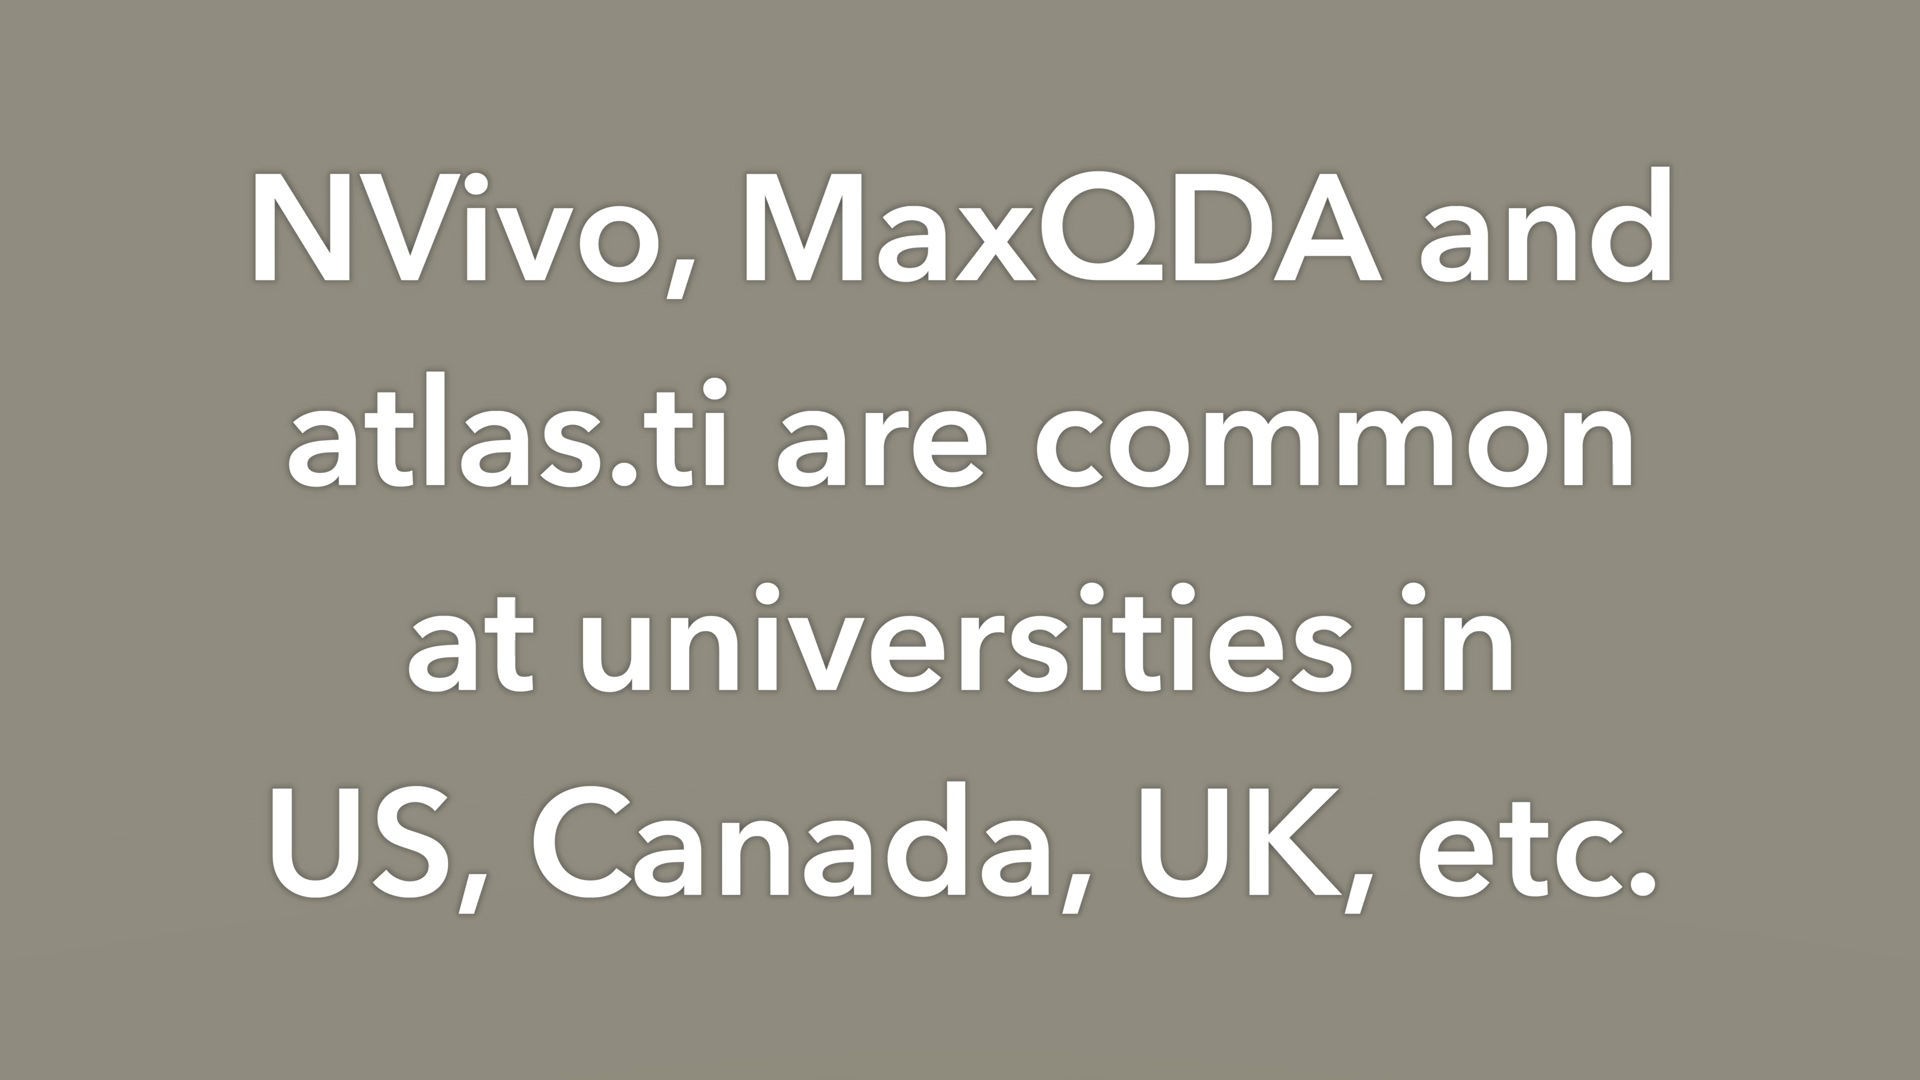 NVivo, MaxQDA and
atlas.ti are common
at universities in
US, Canada, UK, etc.